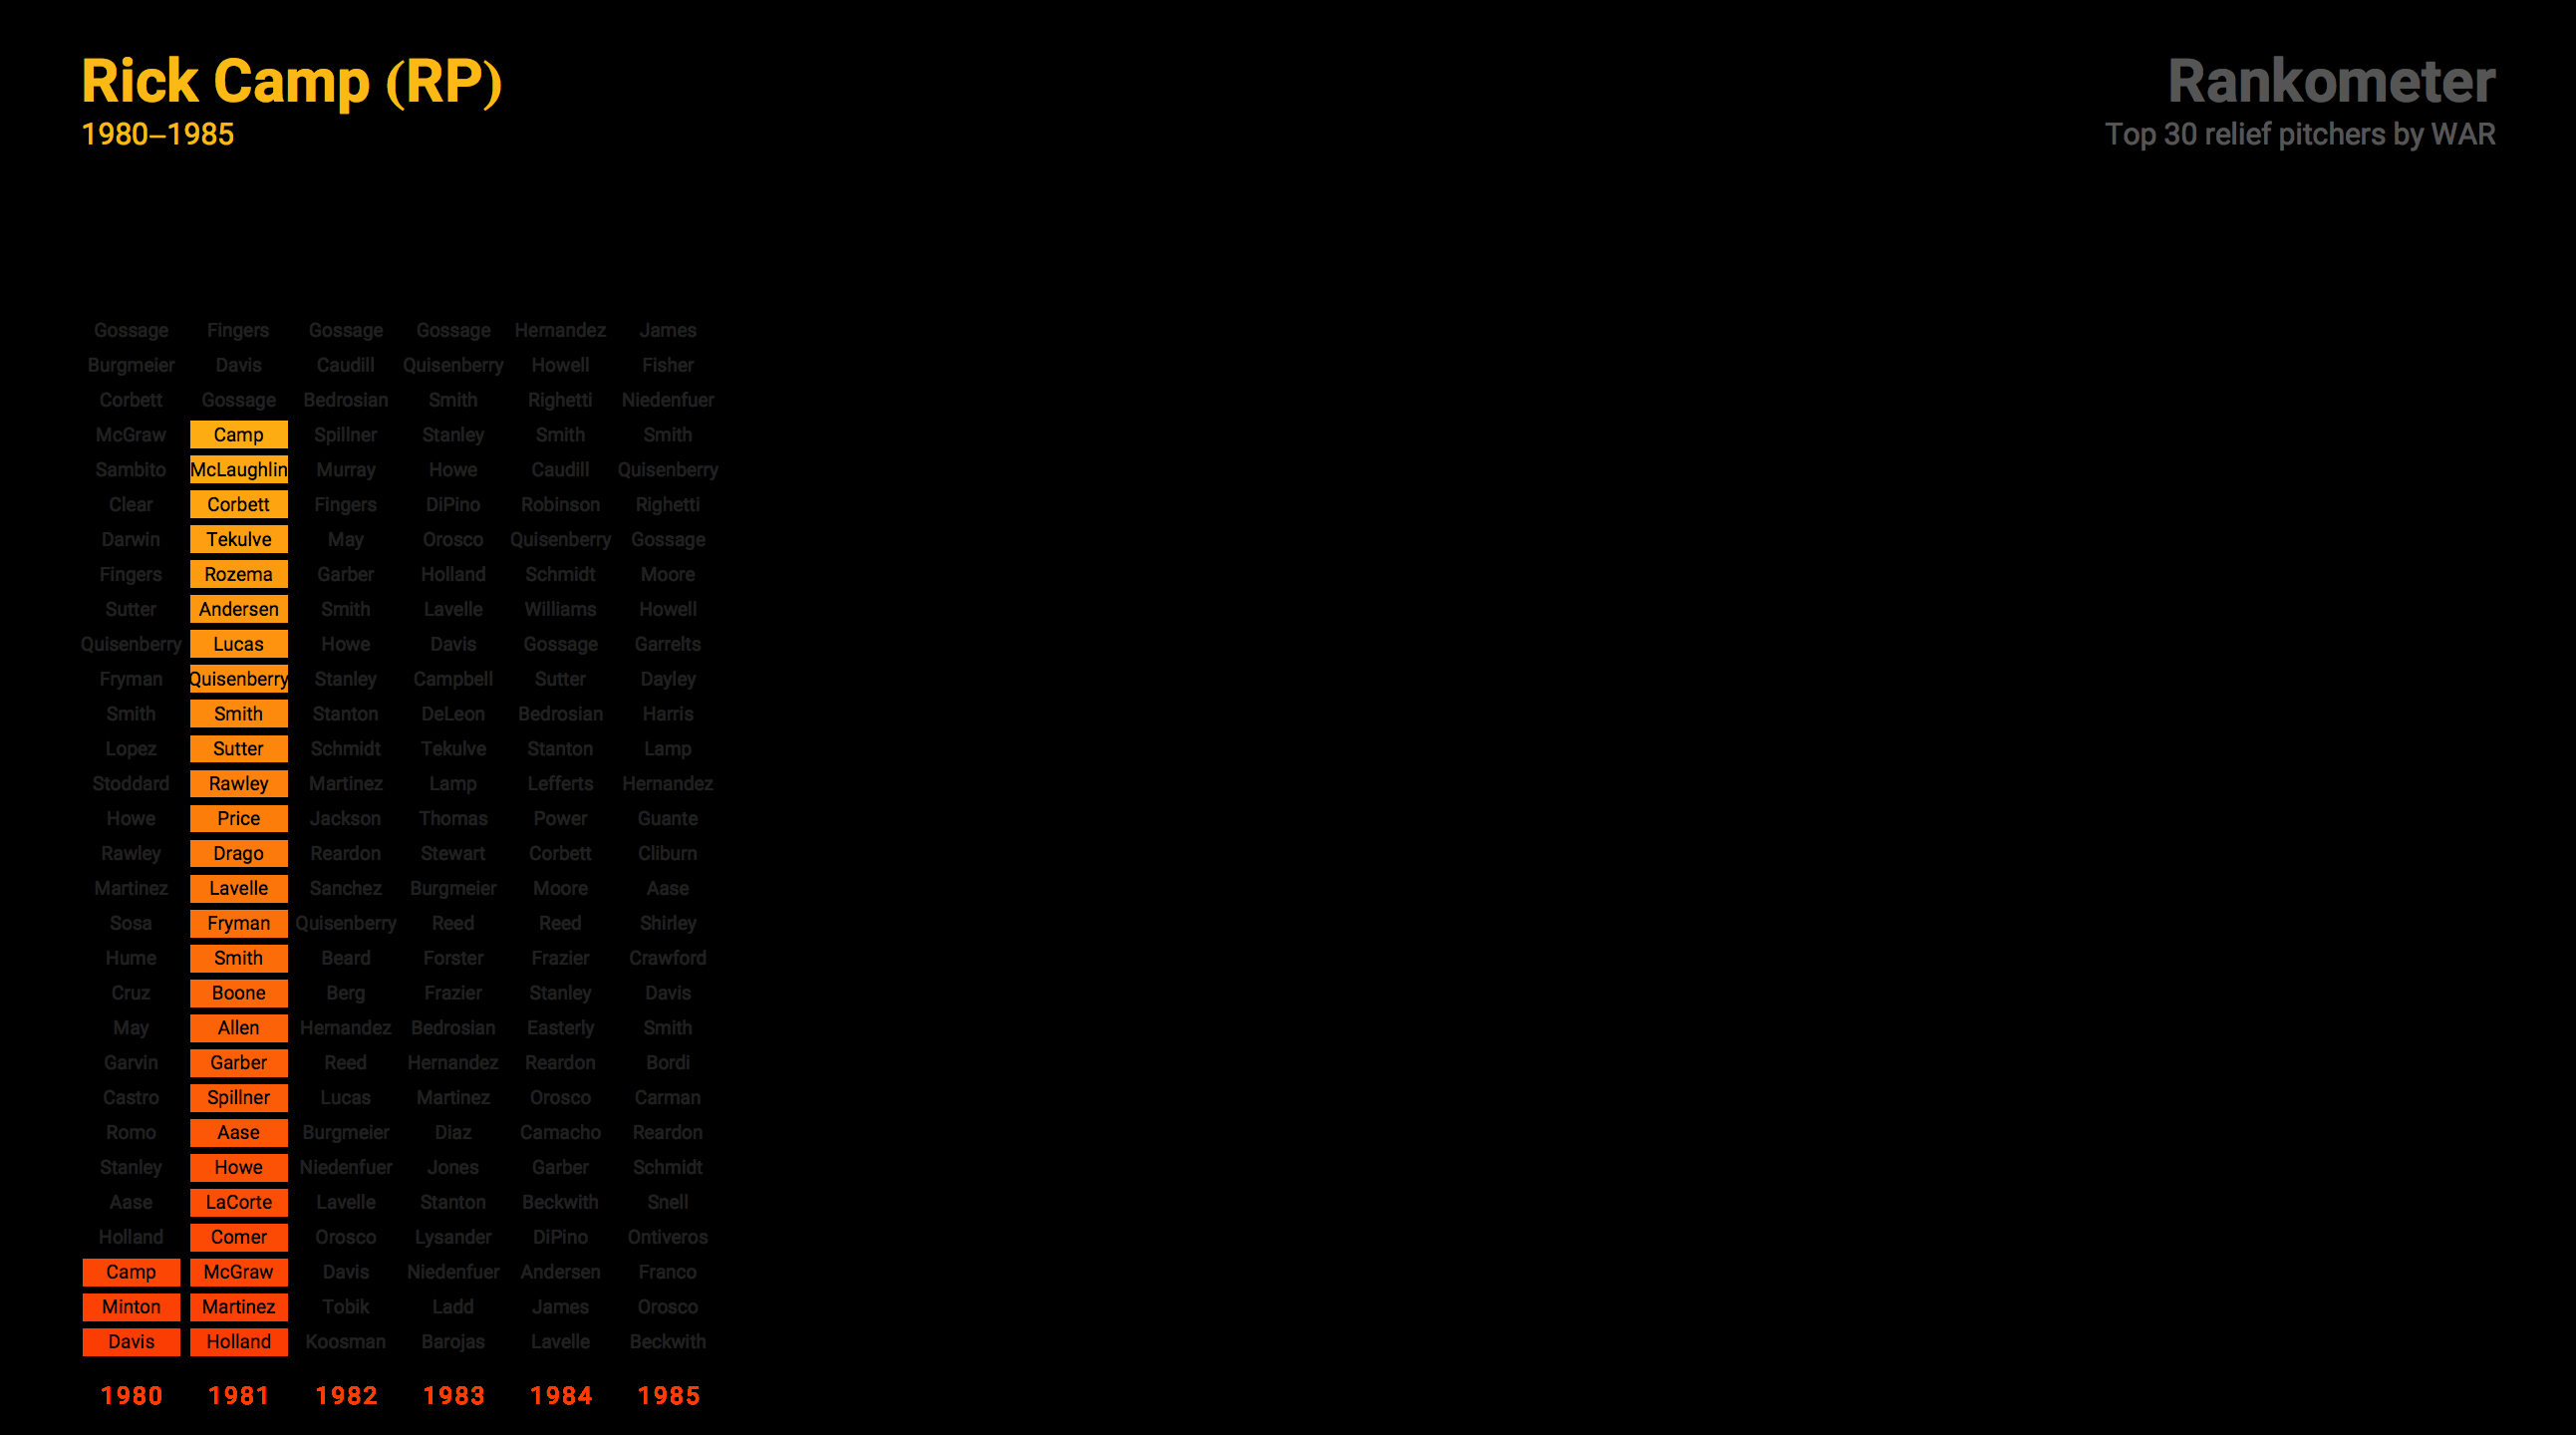 Rick Camp (RP)
1980–1985
Rankometer
Top 30 relief pitchers by WAR
Gossage Fingers Gossage Gossage Hernandez James
Burgmeier Davis Caudill Quisenberry Howell Fisher
Corbett Gossage Bedrosian Smith Righetti Niedenfuer
McGraw Camp Spillner Stanley Smith Smith
Sambito McLaughlin Murray Howe Caudill Quisenberry
Clear Corbett Fingers DiPino Robinson Righetti
Darwin Tekulve May Orosco Quisenberry Gossage
Fingers Rozema Garber Holland Schmidt Moore
Sutter Andersen Smith Lavelle Williams Howell
Quisenberry Lucas Howe Davis Gossage Garrelts
Fryman Quisenberry Stanley Campbell Sutter Dayley
Smith Smith Stanton DeLeon Bedrosian Harris
Lopez Sutter Schmidt Tekulve Stanton Lamp
Stoddard Rawley Martinez Lamp Lefferts Hernandez
Howe Price Jackson Thomas Power Guante
Rawley Drago Reardon Stewart Corbett Cliburn
Martinez Lavelle Sanchez Burgmeier Moore Aase
Sosa Fryman Quisenberry Reed Reed Shirley
Hume Smith Beard Forster Frazier Crawford
Cruz Boone Berg Frazier Stanley Davis
May Allen Hernandez Bedrosian Easterly Smith
Garvin Garber Reed Hernandez Reardon Bordi
Castro Spillner Lucas Martinez Orosco Carman
Romo Aase Burgmeier Diaz Camacho Reardon
Stanley Howe Niedenfuer Jones Garber Schmidt
Aase LaCorte Lavelle Stanton Beckwith Snell
Holland Comer Orosco Lysander DiPino Ontiveros
Camp McGraw Davis Niedenfuer Andersen Franco
Minton Martinez Tobik Ladd James Orosco
Davis Holland Koosman Barojas Lavelle Beckwith
1980 1981 1982 1983 1984 1985